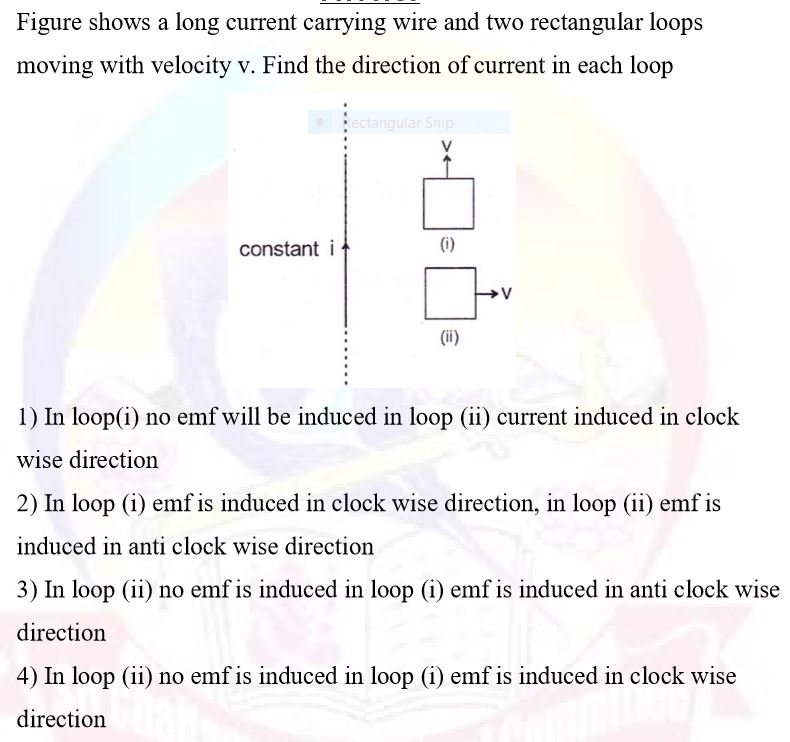 Figure shows a long current carrying wire and two rectangular loops
moving with velocity v. Find the direction of current in each loop
Rectangular Snip
V
constant i
(i)
V
(ii)
1) In loop(i) no emf will be induced in loop (ii) current induced in clock
wise direction
2) In loop (i) emf is induced in clock wise direction, in loop (ii) emf is
induced in anti clock wise direction
3) In loop (ii) no emf is induced in loop (i) emf is induced in anti clock wise
direction
4) In loop (ii) no emf is induced in loop (i) emf is induced in clock wise
direction